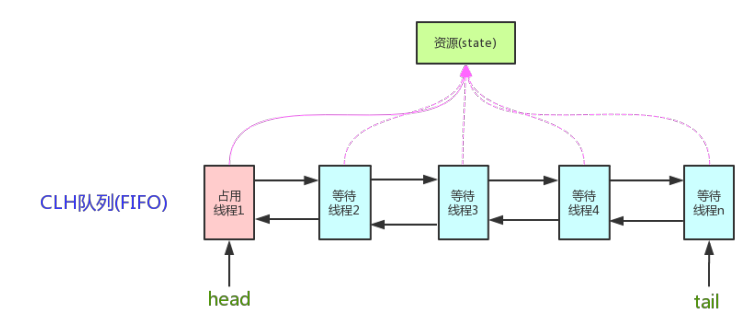 资源(state)
CLH队列(FIFO)
占用
线程1
等待
线程2
等待
线程3
等待
线程4
等待
线程n
head
tail